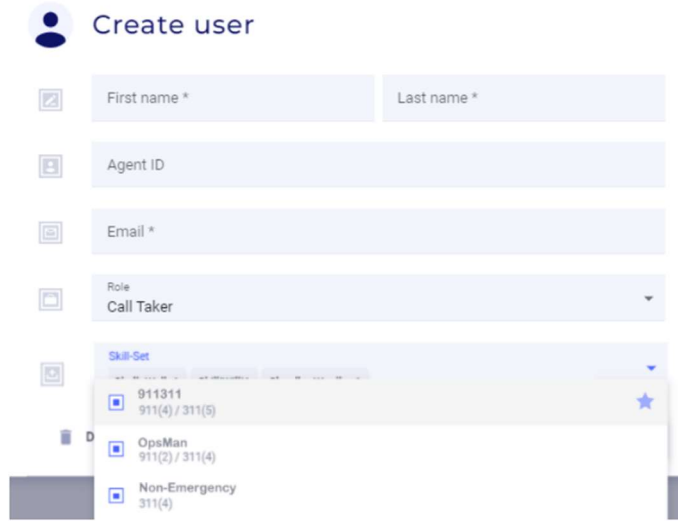 Create user
First name * Last name *
Agent ID
Email *
Role
Call Taker
Skill-Set
911311
911(4) / 311(5)
D
OpsMan
911(2) / 311(4)
Non-Emergency
311(4)